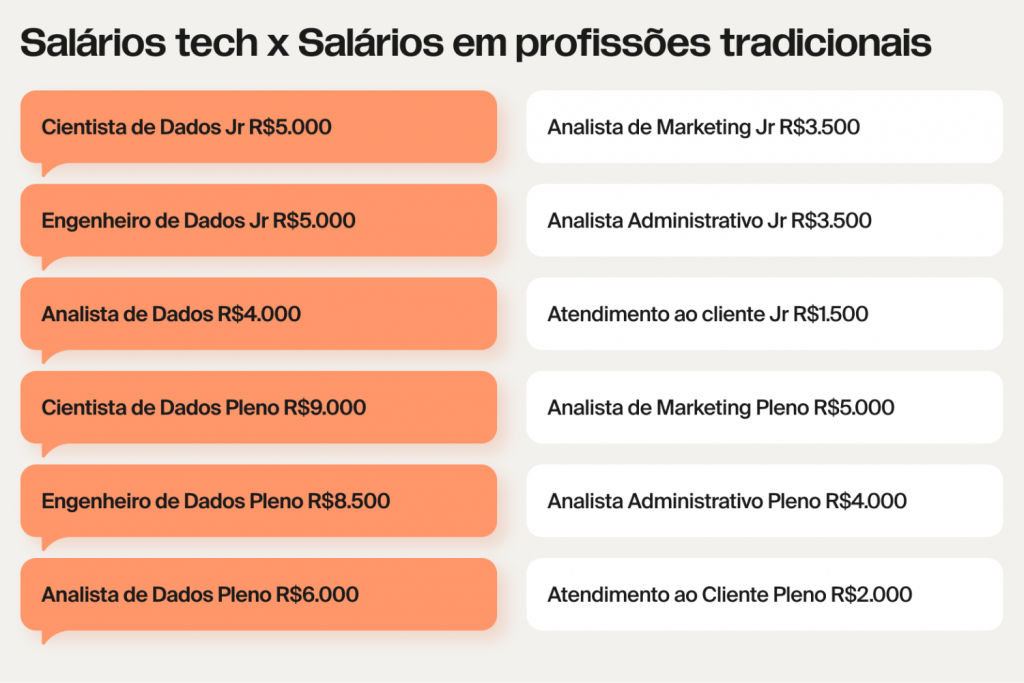 Salários tech x Salários em profissões tradicionais
Cientista de Dados Jr R$5.000
Analista de Marketing Jr R$3.500
Engenheiro de Dados Jr R$5.000
Analista Administrativo Jr R$3.500
Analista de Dados R$4.000
Atendimento ao cliente Jr R$1.500
Cientista de Dados Pleno R$9.000
Analista de Marketing Pleno R$5.000
Engenheiro de Dados Pleno R$8.500
Analista Administrativo Pleno R$4.000
Analista de Dados Pleno R$6.000
Atendimento ao Cliente Pleno R$2.000